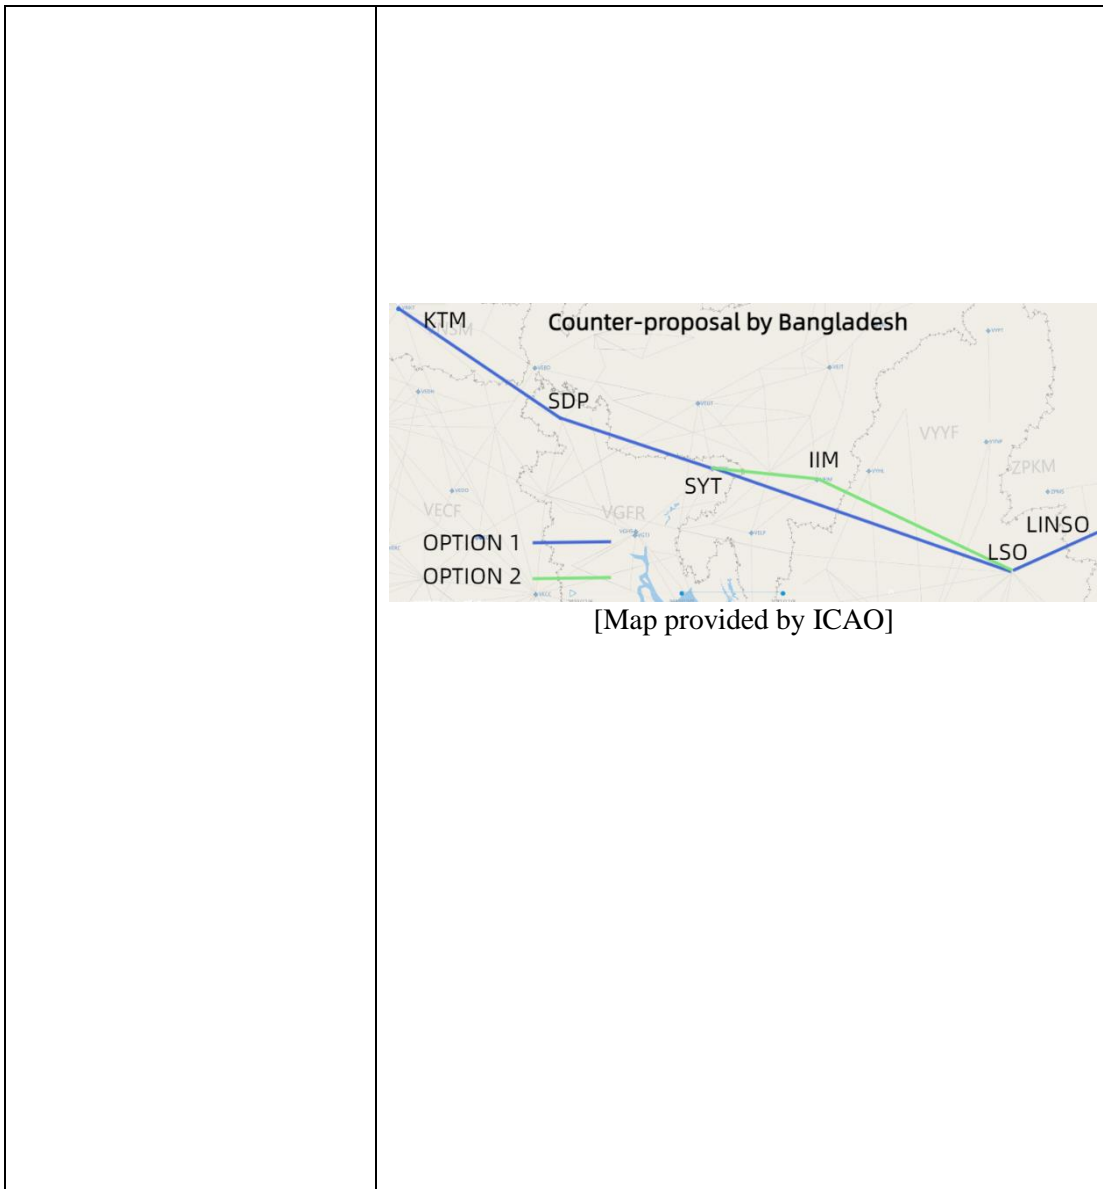 KTM
NSM
Counter-proposal by Bangladesh
SDP
VYYF
IIM
ZPKM
SYT
VECF
VGFR
LINSO
OPTION 1
LSO
OPTION 2
[Map provided by ICAO]